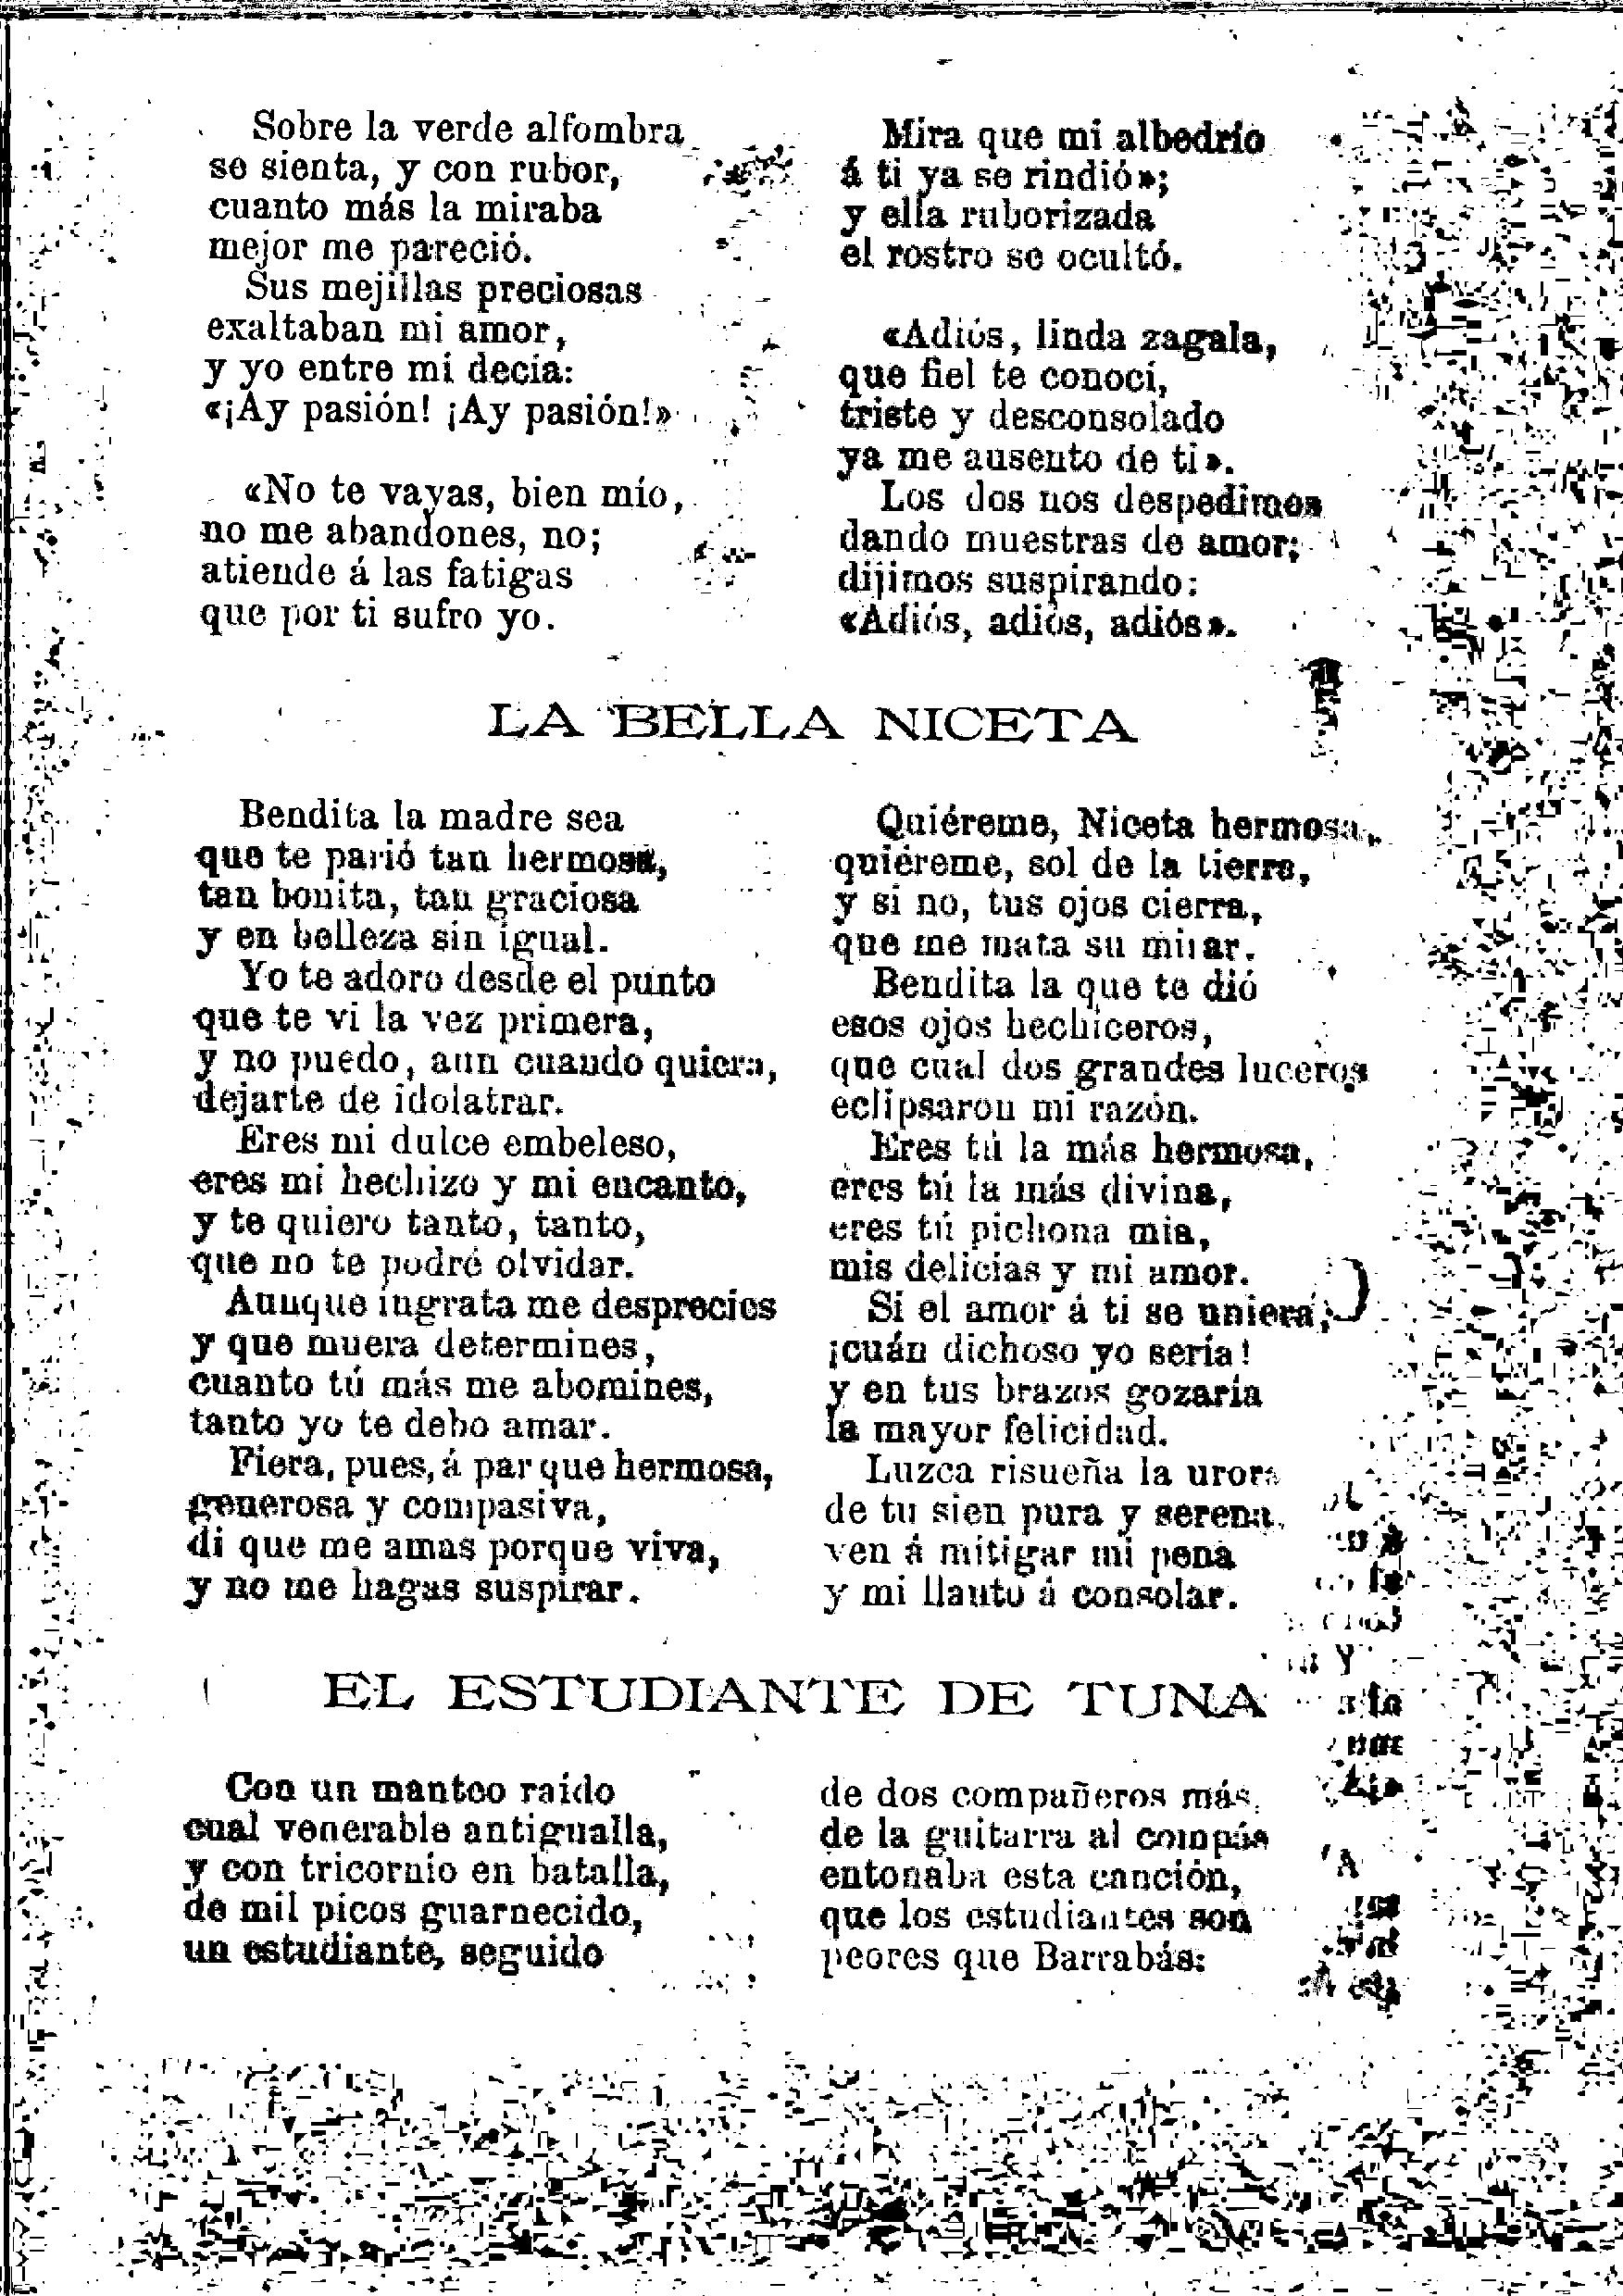 Sobre la verde alfombra
se sienta, y con rubor,
cuanto más la miraba
mejor me pareció.
Sus mejillas preciosas
exaltaban mi amor,
y yo entre mí decia:
«¡Ay pasión! ¡Ay pasión!»
«No te vayas, bien mío,
no me abandones, no;
atiende á las fatigas
que por ti sufro yo.
Mira que mi albedrío
á ti ya se rindió»;
y ella ruborizada
el rostro se ocultó.
«Adiós, linda zagala,
que fiel te conocí,
triste y desconsolado
ya me ausento de ti».
Los dos nos despedimos
dando muestras de amor;
dijimos suspirando:
«Adiós, adiós, adiós».
LA BELLA NICETA
Bendita la madre sea
que te parió tan hermosa,
tan bonita, tan graciosa
y en belleza sin igual.
Yo te adoro desde el punto
que te vi la vez primera,
y no puedo, aun cuando quiera,
dejarte de idolatrar.
Eres mi dulce embeleso,
eres mi hechizo y mi encanto,
y te quiero tanto, tanto,
que no te podré olvidar.
Aunque ingrata me desprecies
y que muera determines,
cuanto tú más me abomines,
tanto yo te debo amar.
Fiera, pues, á par que hermosa,
generosa y compasiva,
di que me amas porque viva,
y no me hagas suspirar.
Quiéreme, Niceta hermosa,
quiéreme, sol de la tierra,
y si no, tus ojos cierra,
que me mata su mirar.
Bendita la que te dió
esos ojos hechiceros,
que cual dos grandes luceros
eclipsaron mi razón.
Eres tú la más hermosa,
eres tú la más divina,
eres tú pichona mia,
mis delicias y mi amor.
Si el amor á ti se uniera,
¡cuán dichoso yo sería!
y en tus brazos gozaría
la mayor felicidad.
Luzca risueña la urora
de tu sien pura y serena,
ven á mitigar mi pena
y mi llanto á consolar.
EL ESTUDIANTE DE TUNA
Con un manteo raído
cual venerable antigualla,
y con tricornio en batalla,
de mil picos guarnecido,
un estudiante, seguido
de dos compañeros más,
de la guitarra al compás
entonaba esta canción,
que los estudiantes son
peores que Barrabás: